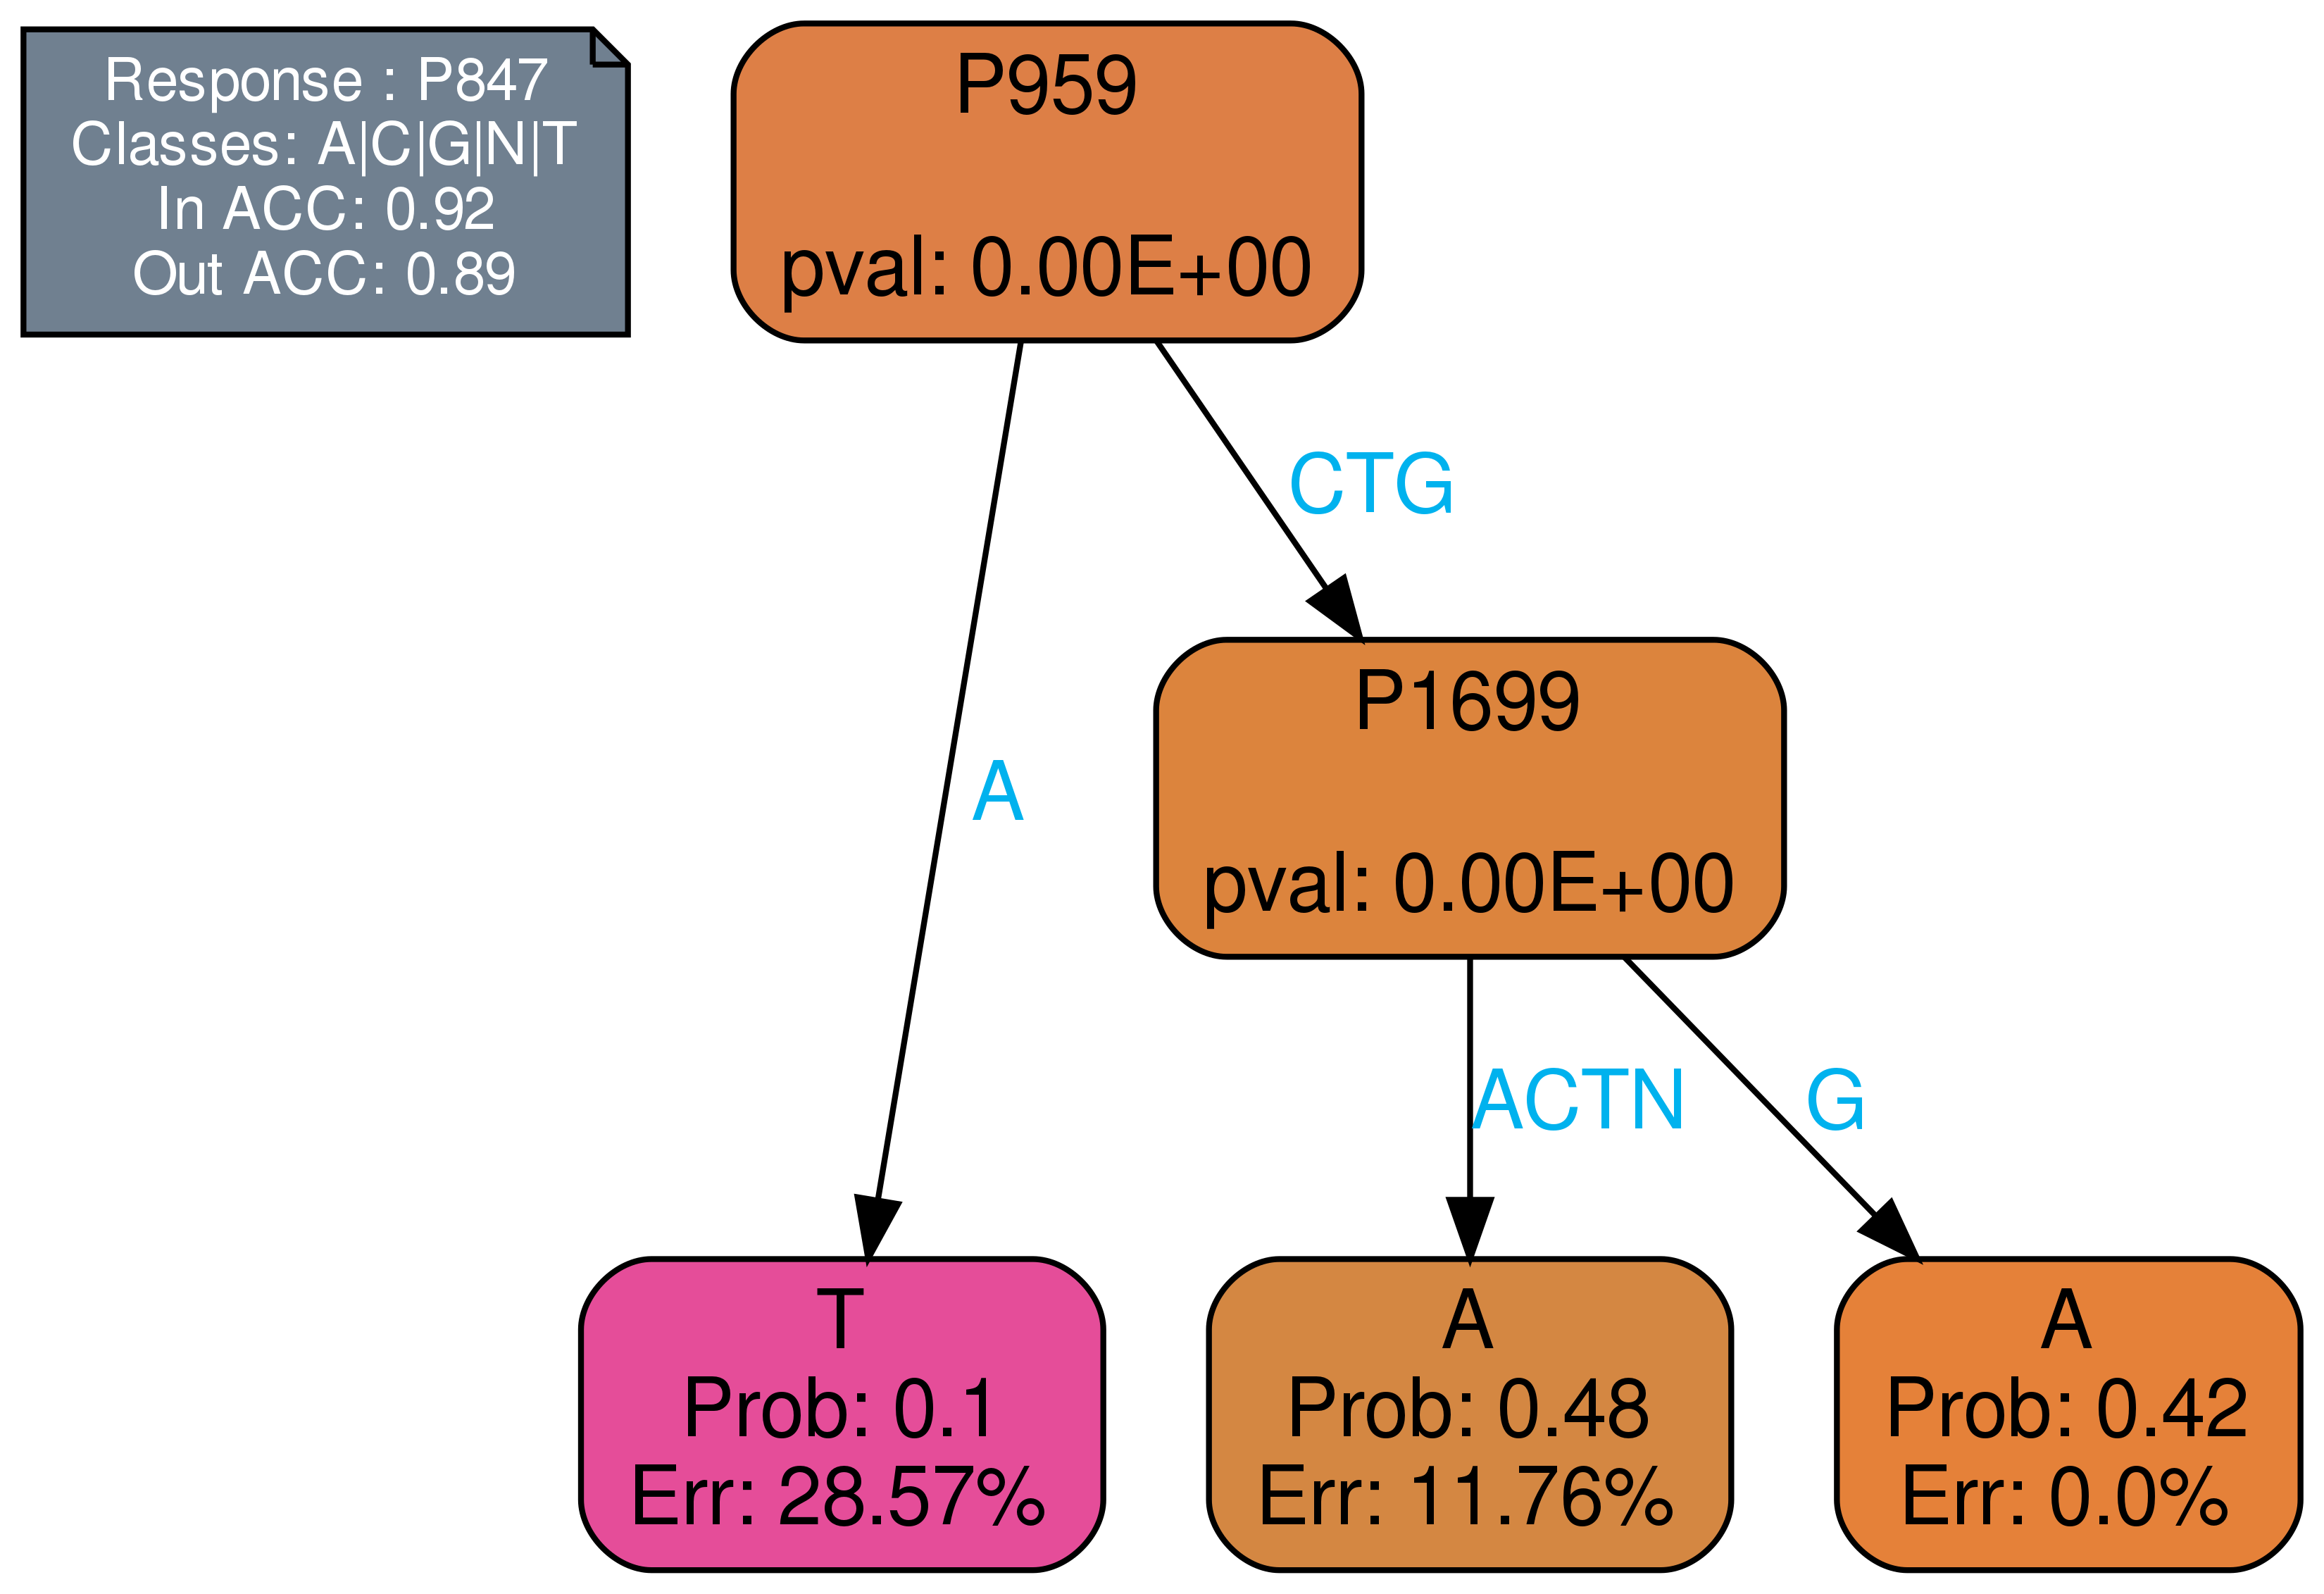 Response : P847
Classes: A|C|G|N|T
In ACC: 0.92
Out ACC: 0.89
P959
pval: 0.00E+00
CTG
P1699
pval: 0.00E+00
A
ACTN
G
T
Prob: 0.1
Err: 28.57%
A
Prob: 0.48
Err: 11.76%
A
Prob: 0.42
Err: 0.0%